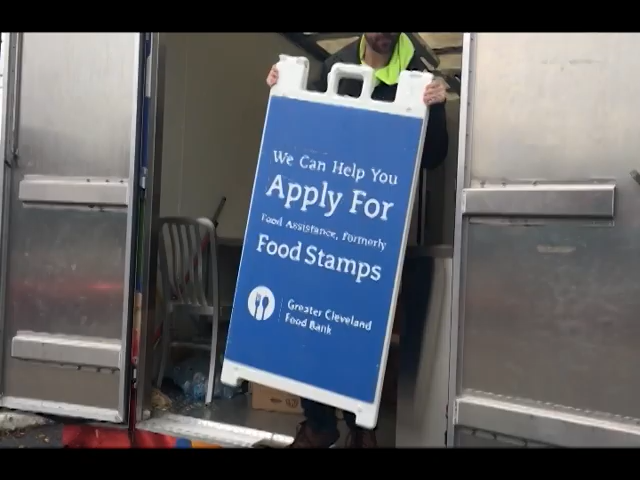 We Can Help You
Apply For
Food Assistance, formerly
Food Stamps
Greater Cleveland
Food Bank